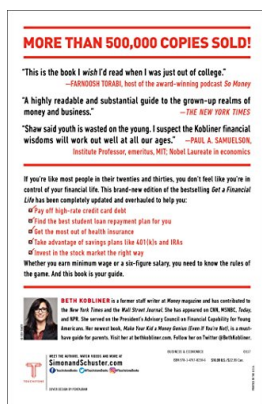 MORE THAN 500,000 COPIES SOLD!
"This is the book I wish I'd read when I was just out of college."
—FARNOOSH TORABI, host of the award-winning podcast So Money
"A highly readable and substantial guide to the grown-up realms of
money and business." —THE NEW YORK TIMES
"Shaw said youth is wasted on the young. I suspect the Kobliner financial
wisdoms will work out well at all our ages." —PAUL A. SAMUELSON,
Institute Professor, emeritus, MIT; Nobel Laureate in economics
If you're like most people in their twenties and thirties, you don't feel like you're in
control of your financial life. This brand-new edition of the bestselling Get a Financial
Life has been completely updated and overhauled to help you:
Pay off high-rate credit card debt
Find the best student loan repayment plan for you
Get the most out of health insurance
Take advantage of savings plans like 401(k)s and IRAs
Invest in the stock market the right way
Whether you earn minimum wage or a six-figure salary, you need to know the rules of
the game. And this book is your guide.
BETH KOBLINER is a former staff writer at Money magazine and has contributed to
the New York Times and the Wall Street Journal. She has appeared on CNN, MSNBC, Today,
and NPR. She served on the President's Advisory Council on Financial Capability for Young
Americans. Her newest book, Make Your Kid a Money Genius (Even If You're Not), is a must-
have guide for parents. Visit her at bethkobliner.com. Follow her on Twitter @BethKobliner.
MEET THE AUTHORS, WATCH VIDEOS AND MORE AT
SimonandSchuster.com
TOUCHSTONE
BUSINESS & ECONOMICS